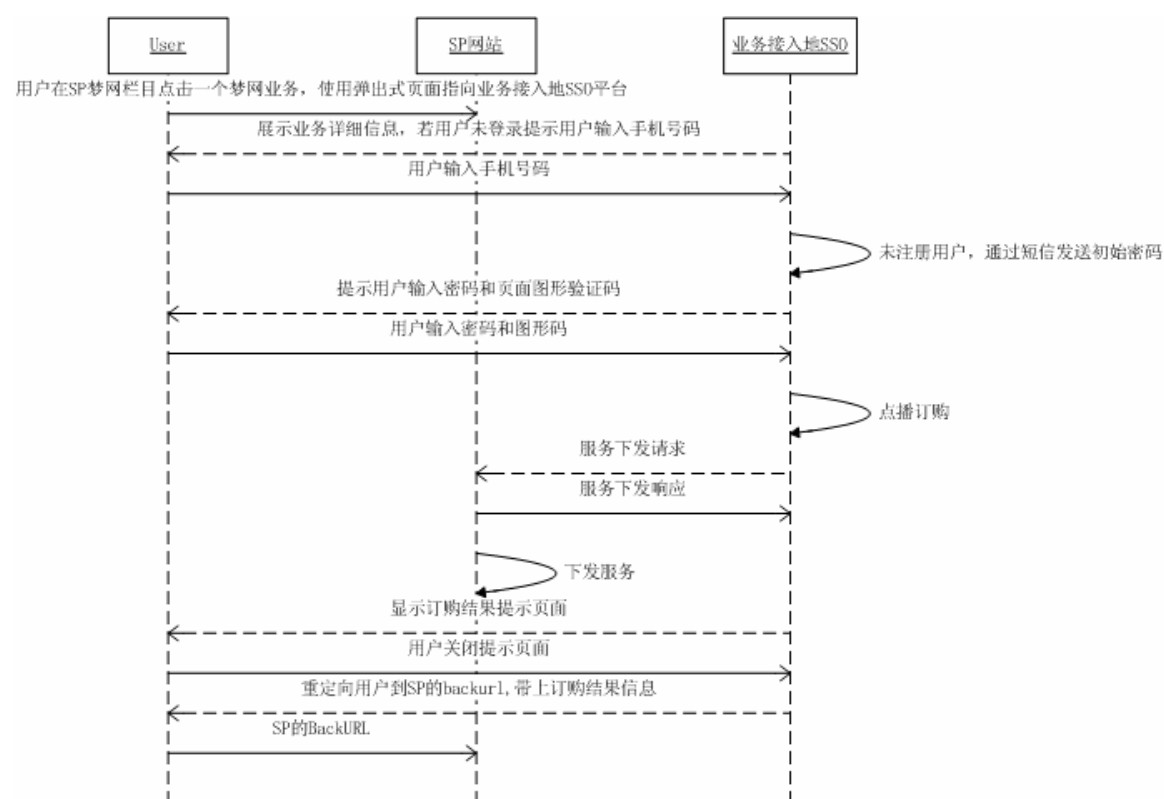 User
SP网站
业务接入地SSO
用户在SP梦网栏目点击一个梦网业务，使用弹出式页面指向业务接入地SSO平台
展示业务详细信息，若用户未登录提示用户输入手机号码
用户输入手机号码
未注册用户，通过短信发送初始密码
提示用户输入密码和页面图形验证码
用户输入密码和图形码
点播订购
服务下发请求
服务下发响应
下发服务
显示订购结果提示页面
用户关闭提示页面
重定向用户到SP的backurl,带上订购结果信息
SP的BackURL